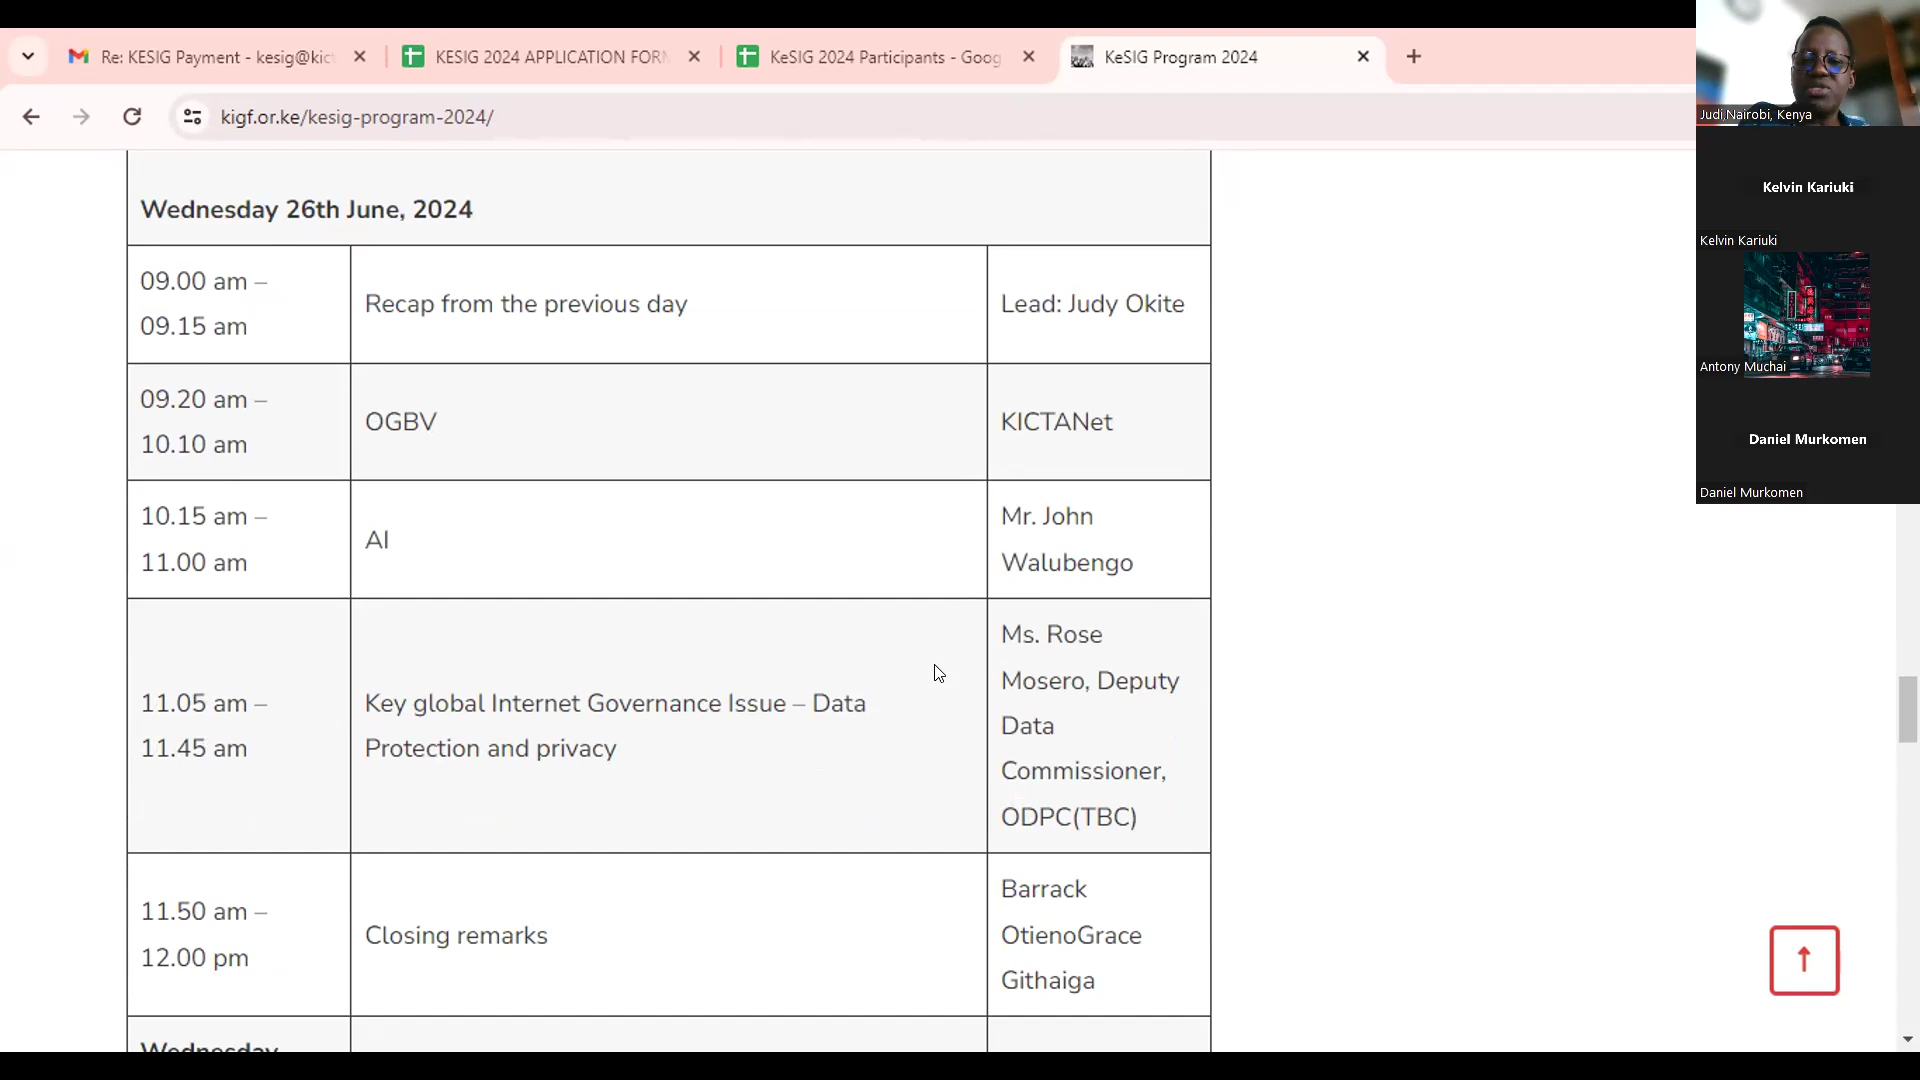 Re: KESIG Payment - kesig@kict
KESIG 2024 APPLICATION FORM
KeSIG 2024 Participants - Goog
KeSIG Program 2024
kigf.or.ke/kesig-program-2024/
Judi,Nairobi, Kenya
Kelvin Kariuki
Kelvin Kariuki
Antony Muchai
Daniel Murkomen
Daniel Murkomen
Wednesday 26th June, 2024
09.00 am –
09.15 am
Recap from the previous day
Lead: Judy Okite
09.20 am –
10.10 am
OGBV
KICTANet
10.15 am –
11.00 am
AI
Mr. John
Walubengo
11.05 am –
11.45 am
Key global Internet Governance Issue – Data
Protection and privacy
Ms. Rose
Mosero, Deputy
Data
Commissioner,
ODPC(TBC)
11.50 am –
12.00 pm
Closing remarks
Barrack
OtienoGrace
Githaiga
Wednesday